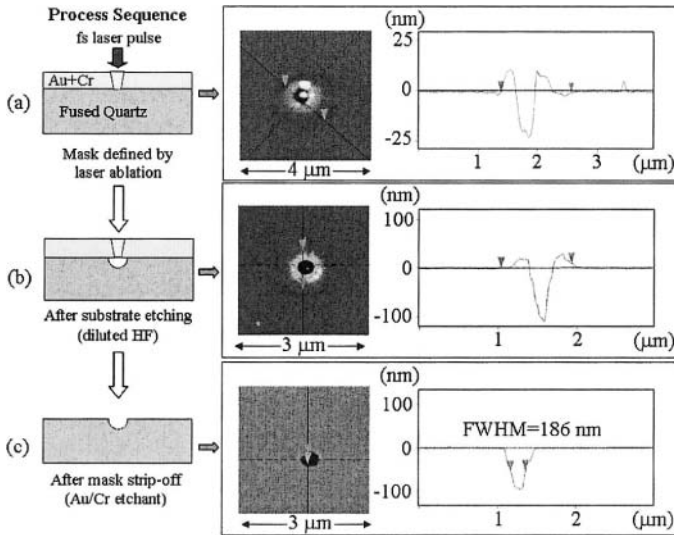 Process Sequence
fs laser pulse
Au+Cr
Fused Quartz
(a)
Mask defined by
laser ablation
4 μm
(nm)
25
0
-25
1 2 3 (μm)
(b)
After substrate etching
(diluted HF)
3 μm
(nm)
100
0
-100
1 2 (μm)
(c)
After mask strip-off
(Au/Cr etchant)
3 μm
(nm)
100
0
-100
FWHM=186 nm
1 2 (μm)